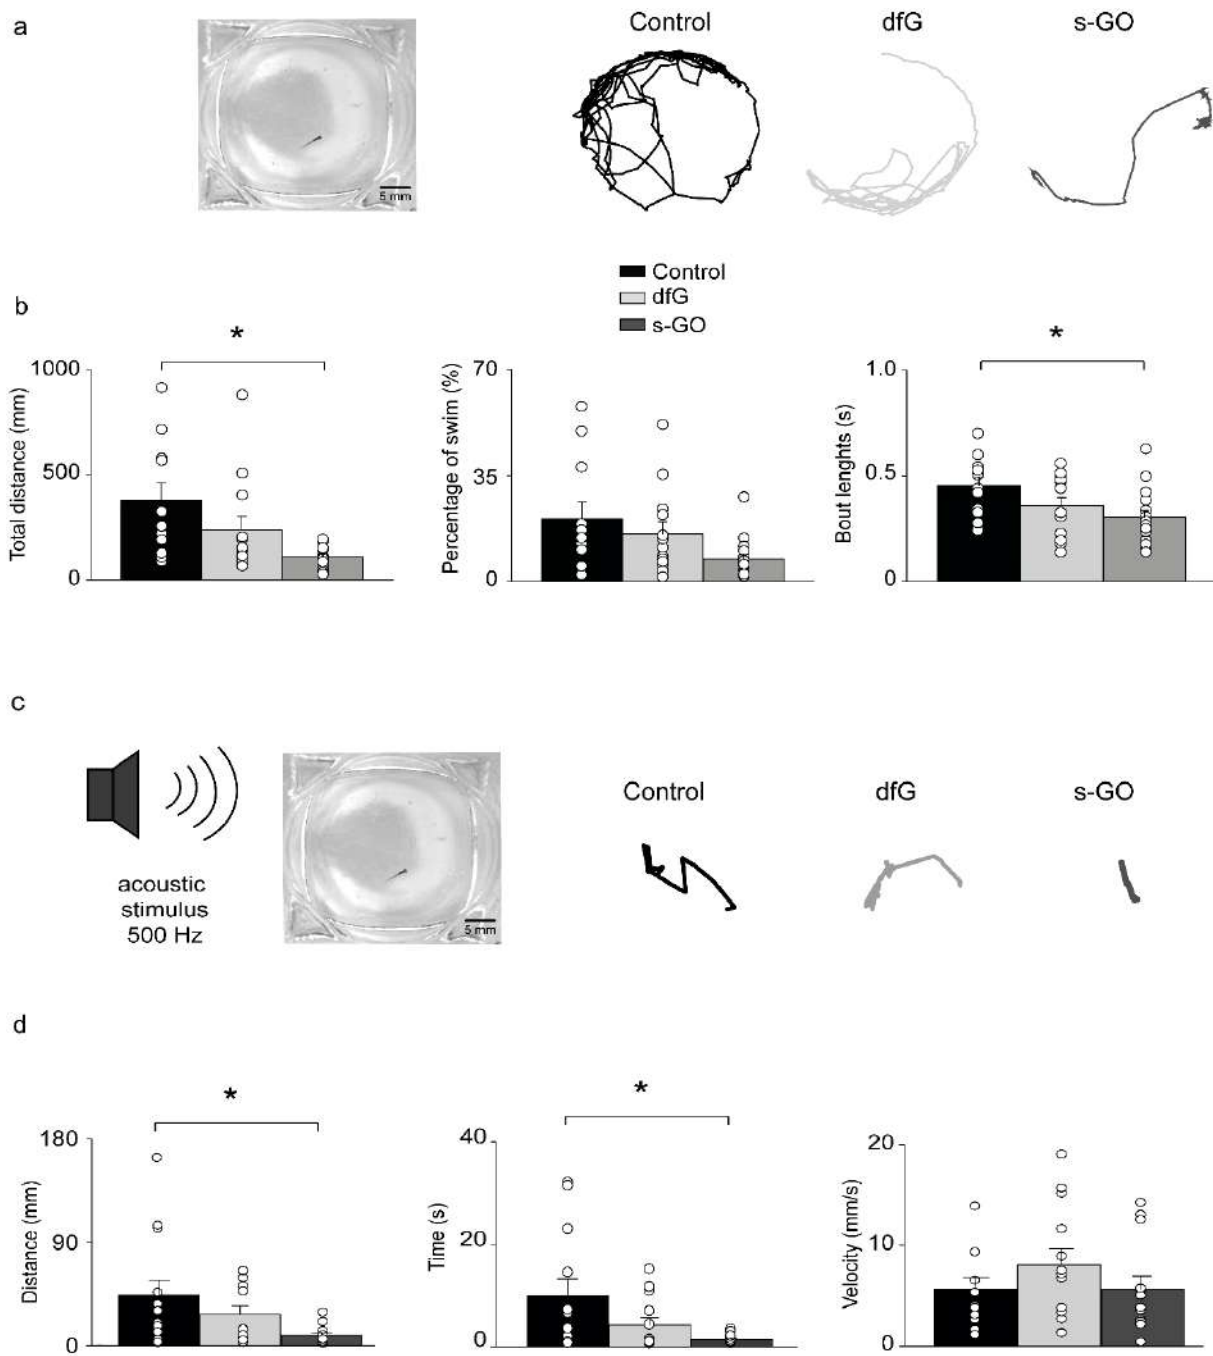 a
Control
dfG
s-GO
5 mm
Control
dfG
s-GO
b
*
*
Total distance (mm)
1000
500
0
Percentage of swim (%)
70
35
0
Bout lenghts (s)
1.0
0.5
0
c
acoustic
stimulus
500 Hz
5 mm
Control
dfG
s-GO
d
*
*
Distance (mm)
180
90
0
Time (s)
40
20
0
Velocity (mm/s)
20
10
0